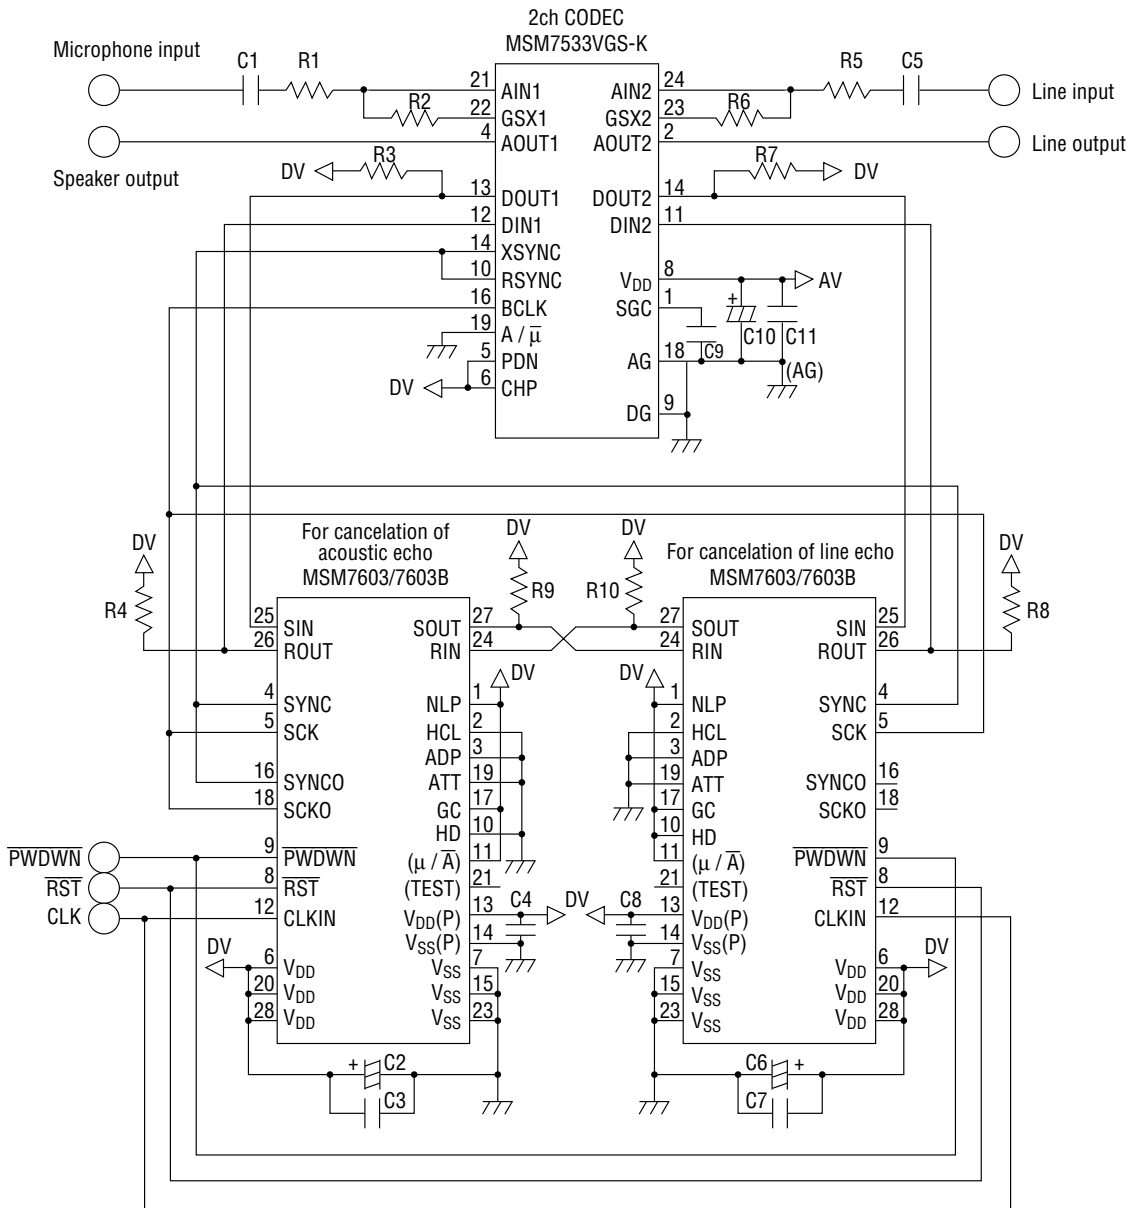 2ch CODEC
MSM7533VGS-K
Microphone input
C1 R1
R2
21 AIN1
22 GSX1
4 AOUT1
AIN2 24
GSX2 23
AOUT2 2
R5 C5
R6
Line input
Line output
Speaker output
DV R3
R7 DV
13 DOUT1
12 DIN1
14 XSYNC
10 RSYNC
16 BCLK
19 A / μ̅
5 PDN
6 CHP
DV
DOUT2 14
DIN2 11
VDD 8
SGC 1
AG 18
DG 9
AV
+
C10 C11
C9
(AG)
For cancelation of
acoustic echo
MSM7603/7603B
DV
R9
DV
R10
For cancelation of line echo
MSM7603/7603B
DV
R4
DV
R8
25 SIN
26 ROUT
4 SYNC
5 SCK
16 SYNCO
18 SCKO
9 P̅W̅D̅W̅N̅
8 R̅S̅T̅
12 CLKIN
6 VDD
20 VDD
28 VDD
DV
SOUT 27
RIN 24
NLP 1
HCL 2
ADP 3
ATT 19
GC 17
HD 10
(μ / A̅) 11
(TEST) 21
VDD(P) 13
VSS(P) 14
VSS 7
VSS 15
VSS 23
DV
C4
DV
C8
DV
27 SOUT
24 RIN
1 NLP
2 HCL
3 ADP
19 ATT
17 GC
10 HD
11 (μ / A̅)
21 (TEST)
13 VDD(P)
14 VSS(P)
7 VSS
15 VSS
23 VSS
SIN 25
ROUT 26
SYNC 4
SCK 5
SYNCO 16
SCKO 18
P̅W̅D̅W̅N̅ 9
R̅S̅T̅ 8
CLKIN 12
VDD 6
VDD 20
VDD 28
DV
P̅W̅D̅W̅N̅
R̅S̅T̅
CLK
+ C2
C3
C6 +
C7